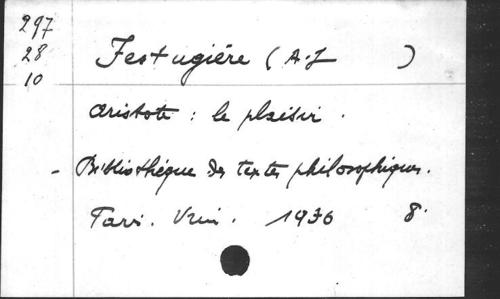 297
28
10
Festugière (A-J )
Aristote : le plaisir.
- Bibliothèque des textes philosophiques.
Paris. Vrin. 1936 8°